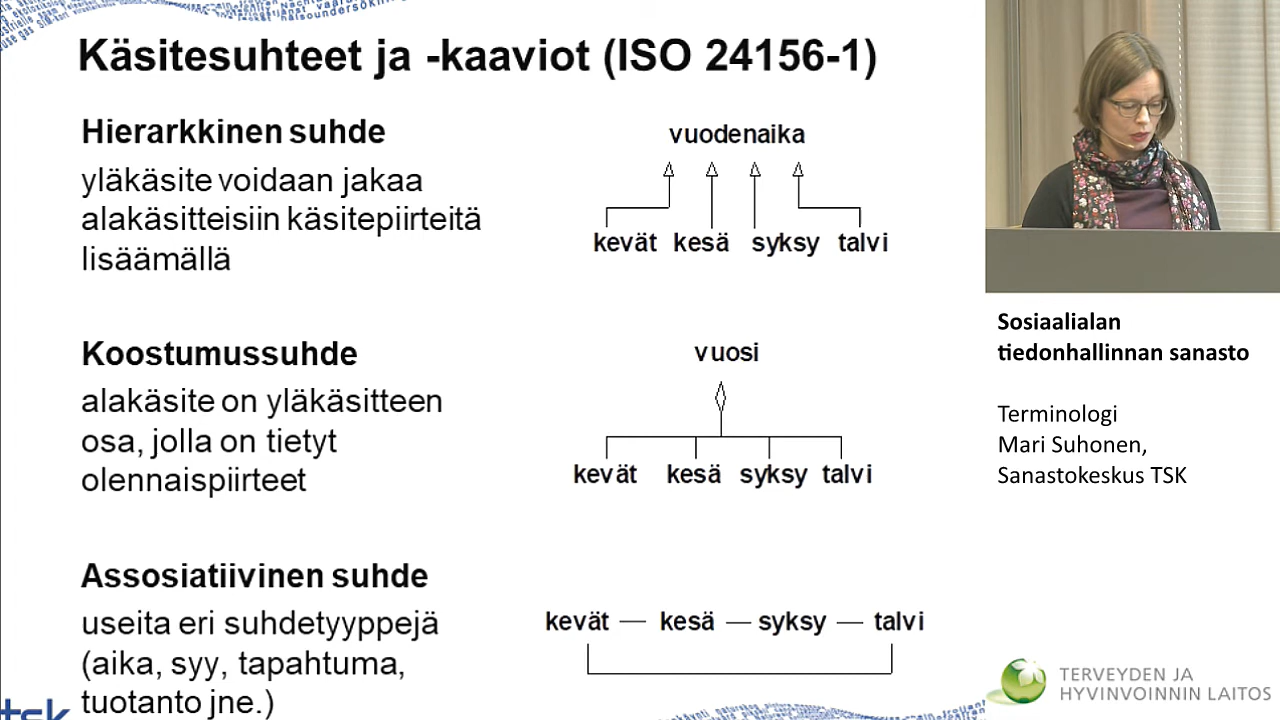 Käsitesuhteet ja -kaaviot (ISO 24156-1)
Hierarkkinen suhde
yläkäsite voidaan jakaa
alakäsitteisiin käsitepiirteitä
lisäämällä
vuodenaika
kevät kesä syksy talvi
Koostumussuhde
alakäsite on yläkäsitteen
osa, jolla on tietyt
olennaispiirteet
vuosi
kevät kesä syksy talvi
Assosiatiivinen suhde
useita eri suhdetyyppejä
(aika, syy, tapahtuma,
tuotanto jne.)
kevät — kesä — syksy — talvi
tsk
Sosiaalialan
tiedonhallinnan sanasto
Terminologi
Mari Suhonen,
Sanastokeskus TSK
TERVEYDEN JA
HYVINVOINNIN LAITOS